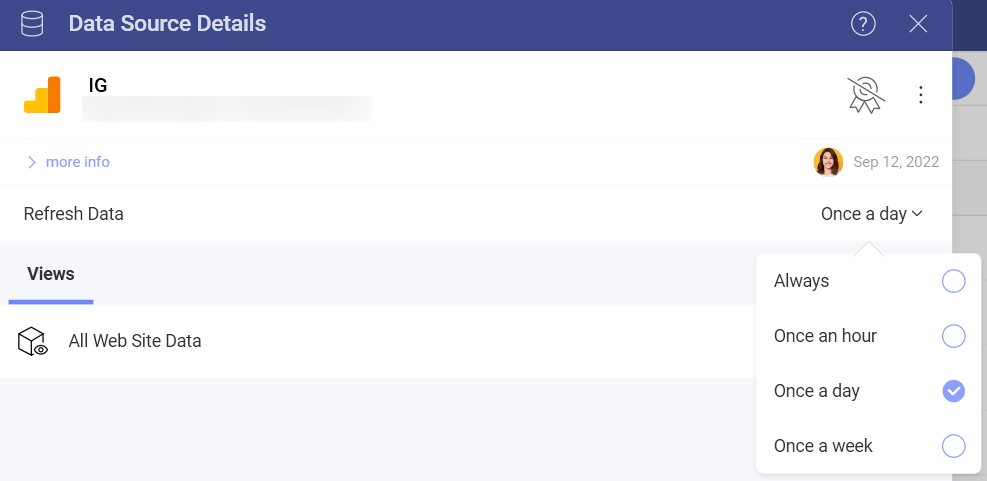 Data Source Details
IG
more info
Sep 12, 2022
Refresh Data
Once a day
Views
Always
Once an hour
All Web Site Data
Once a day
Once a week